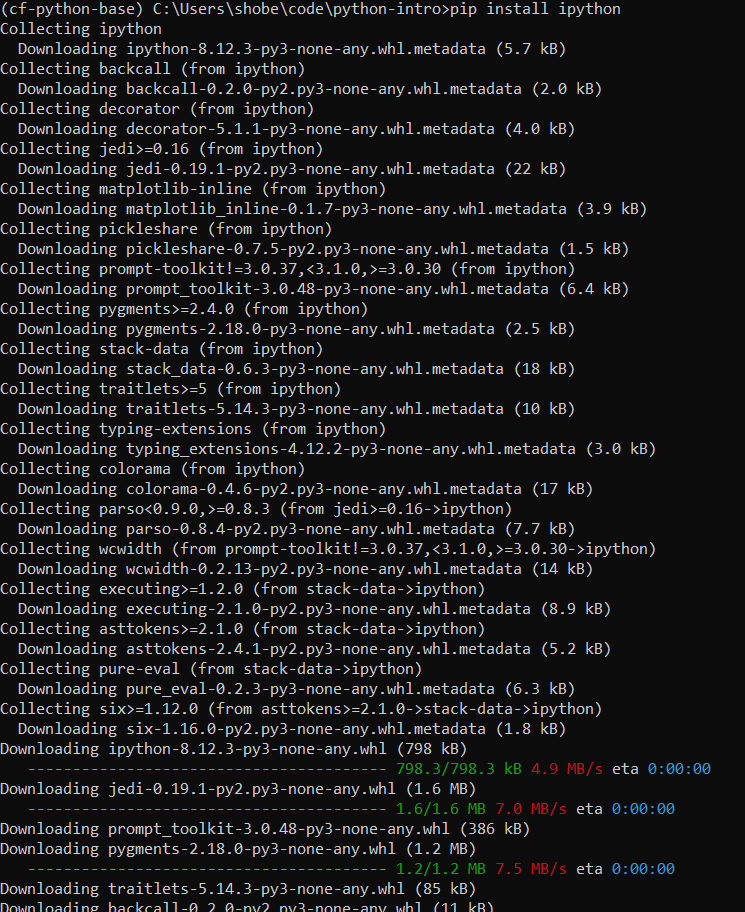 (cf-python-base) C:\Users\shobe\code\python-intro>pip install ipython
Collecting ipython
  Downloading ipython-8.12.3-py3-none-any.whl.metadata (5.7 kB)
Collecting backcall (from ipython)
  Downloading backcall-0.2.0-py2.py3-none-any.whl.metadata (2.0 kB)
Collecting decorator (from ipython)
  Downloading decorator-5.1.1-py3-none-any.whl.metadata (4.0 kB)
Collecting jedi>=0.16 (from ipython)
  Downloading jedi-0.19.1-py2.py3-none-any.whl.metadata (22 kB)
Collecting matplotlib-inline (from ipython)
  Downloading matplotlib_inline-0.1.7-py3-none-any.whl.metadata (3.9 kB)
Collecting pickleshare (from ipython)
  Downloading pickleshare-0.7.5-py2.py3-none-any.whl.metadata (1.5 kB)
Collecting prompt-toolkit!=3.0.37,<3.1.0,>=3.0.30 (from ipython)
  Downloading prompt_toolkit-3.0.48-py3-none-any.whl.metadata (6.4 kB)
Collecting pygments>=2.4.0 (from ipython)
  Downloading pygments-2.18.0-py3-none-any.whl.metadata (2.5 kB)
Collecting stack-data (from ipython)
  Downloading stack_data-0.6.3-py3-none-any.whl.metadata (18 kB)
Collecting traitlets>=5 (from ipython)
  Downloading traitlets-5.14.3-py3-none-any.whl.metadata (10 kB)
Collecting typing-extensions (from ipython)
  Downloading typing_extensions-4.12.2-py3-none-any.whl.metadata (3.0 kB)
Collecting colorama (from ipython)
  Downloading colorama-0.4.6-py2.py3-none-any.whl.metadata (17 kB)
Collecting parso<0.9.0,>=0.8.3 (from jedi>=0.16->ipython)
  Downloading parso-0.8.4-py2.py3-none-any.whl.metadata (7.7 kB)
Collecting wcwidth (from prompt-toolkit!=3.0.37,<3.1.0,>=3.0.30->ipython)
  Downloading wcwidth-0.2.13-py2.py3-none-any.whl.metadata (14 kB)
Collecting executing>=1.2.0 (from stack-data->ipython)
  Downloading executing-2.1.0-py2.py3-none-any.whl.metadata (8.9 kB)
Collecting asttokens>=2.1.0 (from stack-data->ipython)
  Downloading asttokens-2.4.1-py2.py3-none-any.whl.metadata (5.2 kB)
Collecting pure-eval (from stack-data->ipython)
  Downloading pure_eval-0.2.3-py3-none-any.whl.metadata (6.3 kB)
Collecting six>=1.12.0 (from asttokens>=2.1.0->stack-data->ipython)
  Downloading six-1.16.0-py2.py3-none-any.whl.metadata (1.8 kB)
Downloading ipython-8.12.3-py3-none-any.whl (798 kB)
   ---------------------------------------- 798.3/798.3 kB 4.9 MB/s eta 0:00:00
Downloading jedi-0.19.1-py2.py3-none-any.whl (1.6 MB)
   ---------------------------------------- 1.6/1.6 MB 7.0 MB/s eta 0:00:00
Downloading prompt_toolkit-3.0.48-py3-none-any.whl (386 kB)
Downloading pygments-2.18.0-py3-none-any.whl (1.2 MB)
   ---------------------------------------- 1.2/1.2 MB 7.5 MB/s eta 0:00:00
Downloading traitlets-5.14.3-py3-none-any.whl (85 kB)
Downloading backcall-0.2.0-py2.py3-none-any.whl (11 kB)